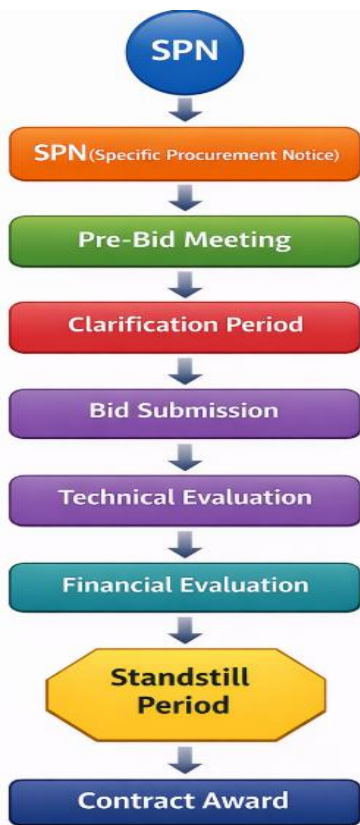 SPN
SPN (Specific Procurement Notice)
Pre-Bid Meeting
Clarification Period
Bid Submission
Technical Evaluation
Financial Evaluation
Standstill
Period
Contract Award